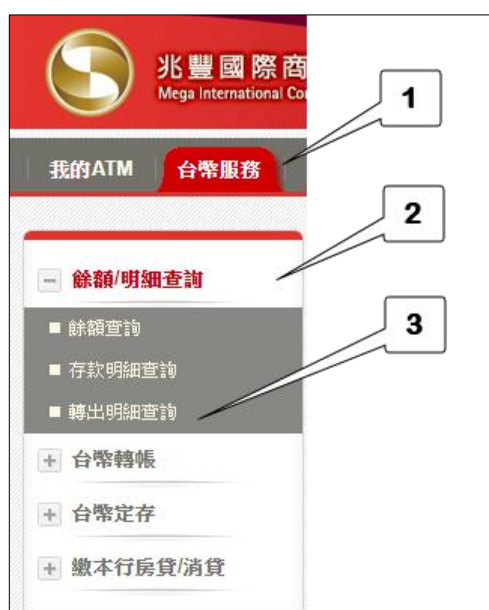 兆豐國際商
Mega International Co
1
我的ATM 台幣服務
2
餘額/明細查詢
3
餘額查詢
存款明細查詢
轉出明細查詢
台幣轉帳
台幣定存
繳本行房貸/消貸